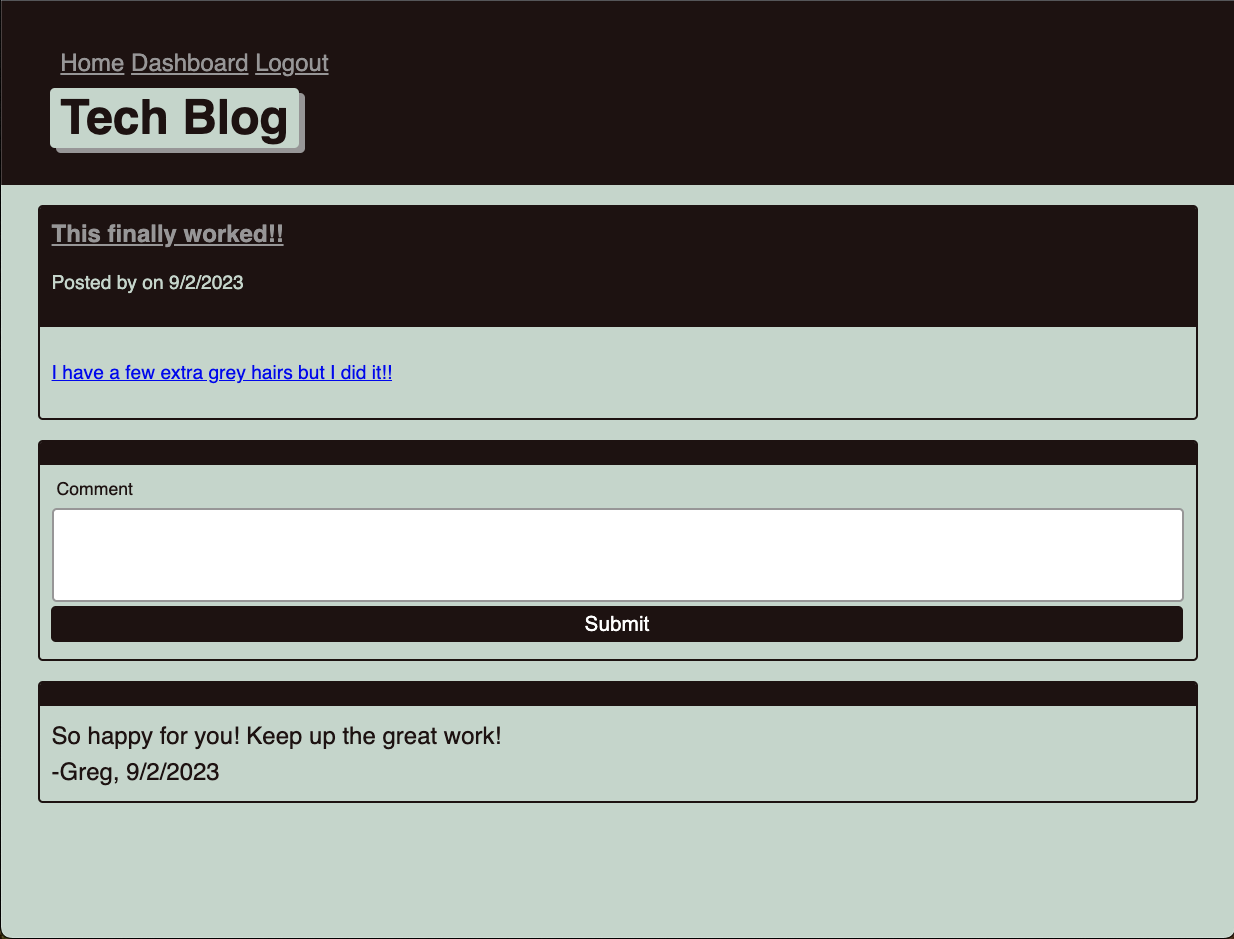 Home Dashboard Logout
Tech Blog
This finally worked!!
Posted by on 9/2/2023
I have a few extra grey hairs but I did it!!
Comment
Submit
So happy for you! Keep up the great work!
-Greg, 9/2/2023